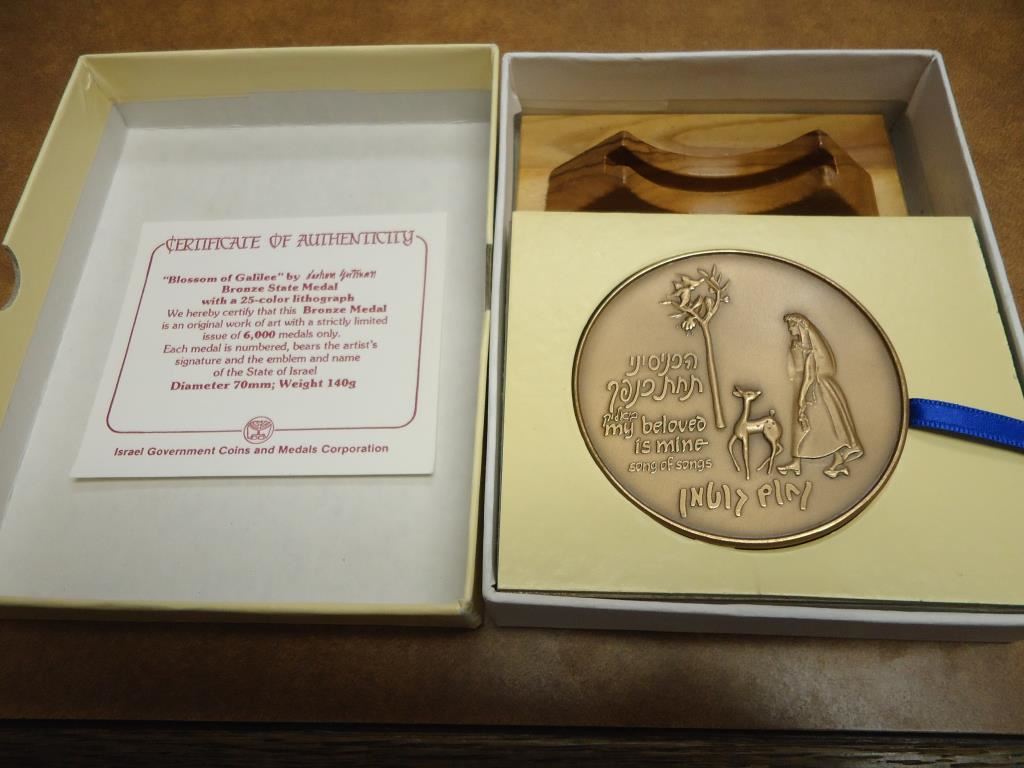 CERTIFICATE OF AUTHENTICITY
"Blossom of Galilee" by
Bronze State Medal
with a 25-color lithograph
We hereby certify that this Bronze Medal
is an original work of art with a strictly limited
issue of 6,000 medals only.
Each medal is numbered, bears the artist's
signature and the emblem and name
of the State of Israel
Diameter 70mm; Weight 140g
Israel Government Coins and Medals Corporation
הכניסיני
תחת כנפך
ביאליק
my beloved
is mine
song of songs
נחום גוטמן